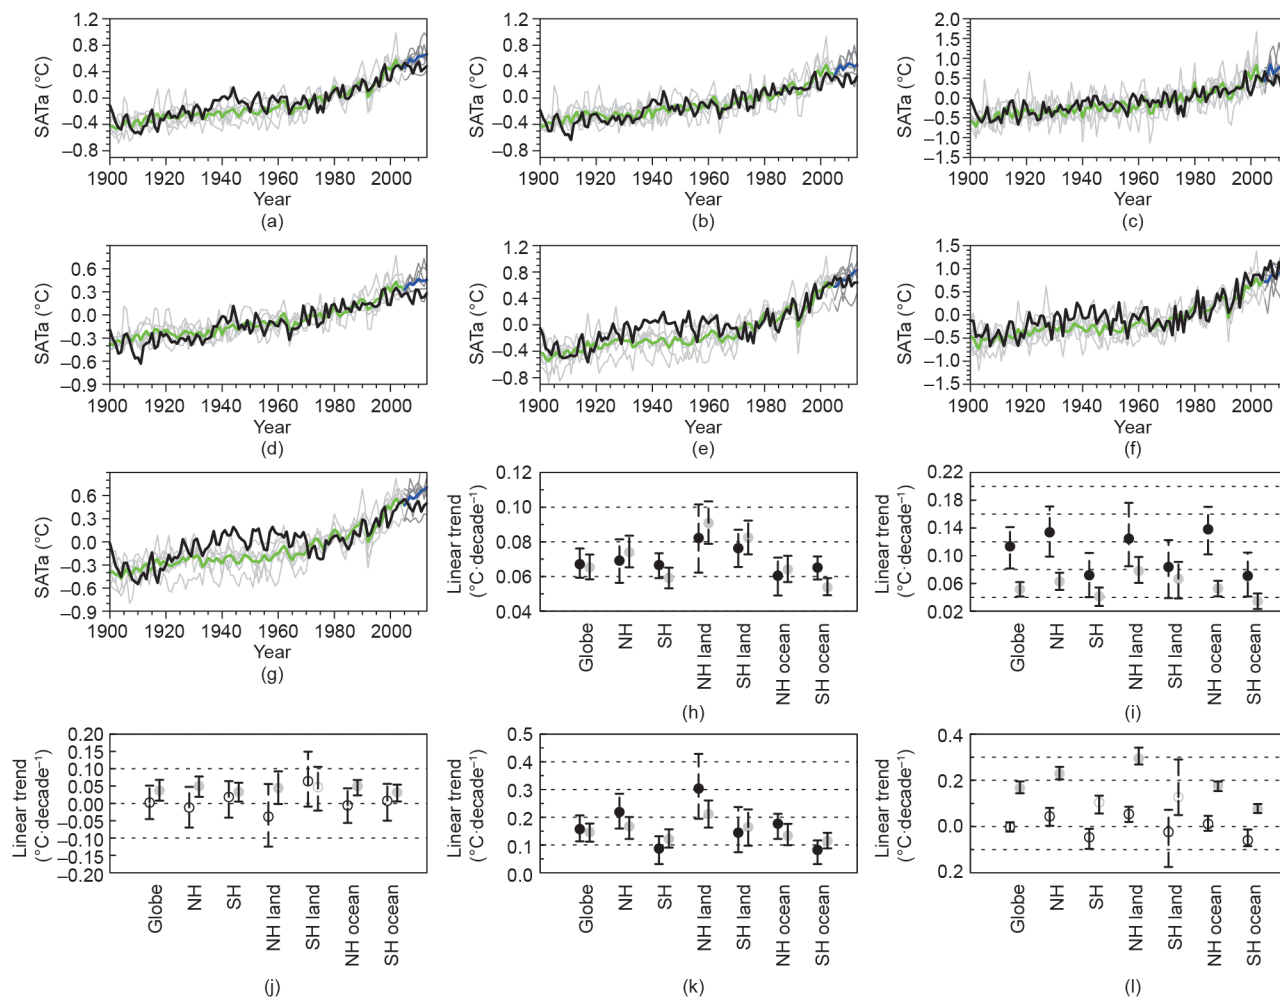 1.2
0.8
0.4
0.0
–0.4
–0.8
SATa (°C)
1900 1920 1940 1960 1980 2000
Year
(a)
1.2
0.8
0.4
0.0
–0.4
–0.8
SATa (°C)
1900 1920 1940 1960 1980 2000
Year
(b)
2.0
1.5
1.0
0.5
0.0
–0.5
–1.0
–1.5
SATa (°C)
1900 1920 1940 1960 1980 2000
Year
(c)
0.6
0.3
0.0
–0.3
–0.6
–0.9
SATa (°C)
1900 1920 1940 1960 1980 2000
Year
(d)
1.2
0.8
0.4
0.0
–0.4
–0.8
SATa (°C)
1900 1920 1940 1960 1980 2000
Year
(e)
1.5
1.0
0.5
0.0
–0.5
–1.0
–1.5
SATa (°C)
1900 1920 1940 1960 1980 2000
Year
(f)
0.6
0.3
0.0
–0.3
–0.6
–0.9
SATa (°C)
1900 1920 1940 1960 1980 2000
Year
(g)
0.12
0.10
0.08
0.06
0.04
Linear trend
(°C·decade⁻¹)
Globe
NH
SH
NH land
SH land
NH ocean
SH ocean
(h)
0.22
0.18
0.14
0.10
0.06
0.02
Linear trend
(°C·decade⁻¹)
Globe
NH
SH
NH land
SH land
NH ocean
SH ocean
(i)
0.20
0.15
0.10
0.05
0.00
–0.05
–0.10
–0.15
–0.20
Linear trend
(°C·decade⁻¹)
Globe
NH
SH
NH land
SH land
NH ocean
SH ocean
(j)
0.5
0.4
0.3
0.2
0.1
0.0
Linear trend
(°C·decade⁻¹)
Globe
NH
SH
NH land
SH land
NH ocean
SH ocean
(k)
0.4
0.2
0.0
0.2
Linear trend
(°C·decade⁻¹)
Globe
NH
SH
NH land
SH land
NH ocean
SH ocean
(l)